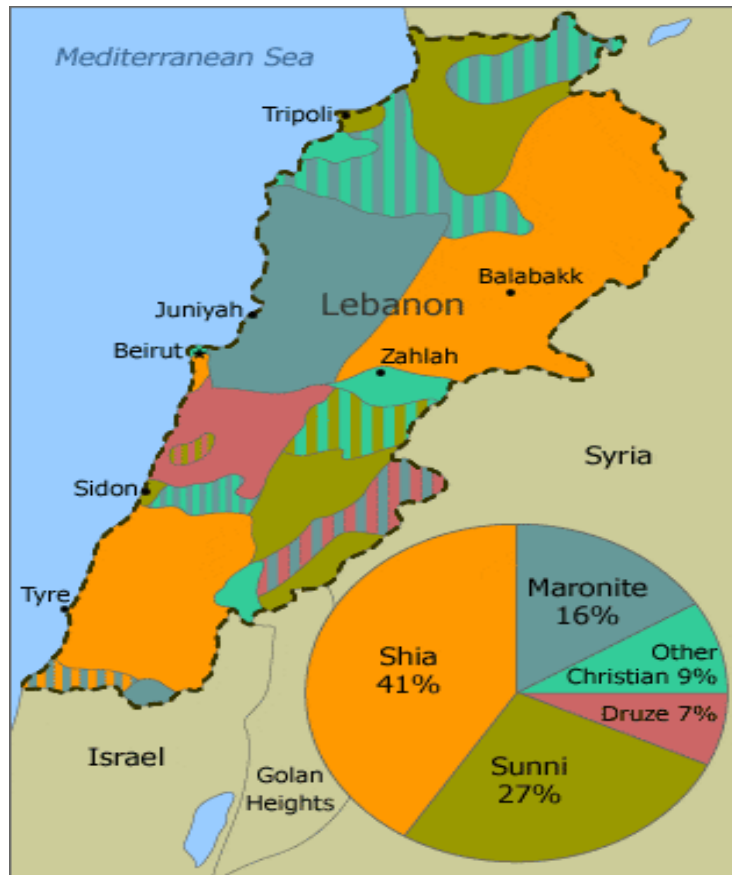 Mediterranean Sea
Tripoli
Balabakk
Lebanon
Juniyah
Beirut
Zahlah
Syria
Sidon
Tyre
Maronite
16%
Other
Christian 9%
Shia
41%
Druze 7%
Israel
Sunni
27%
Golan
Heights